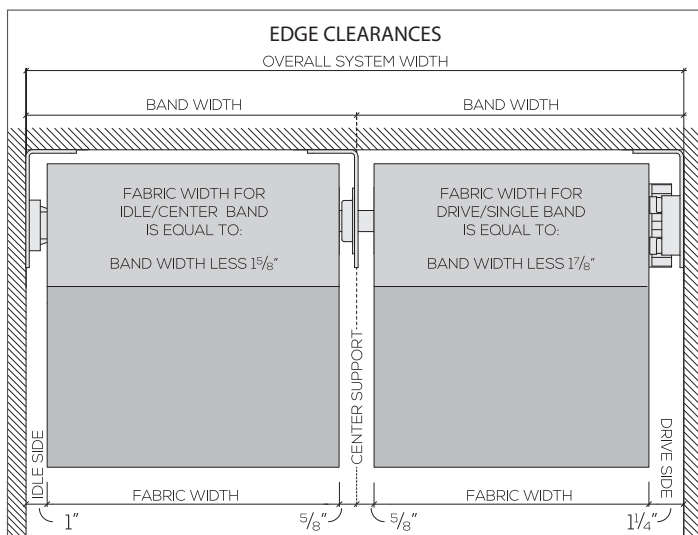 EDGE CLEARANCES
OVERALL SYSTEM WIDTH
BAND WIDTH
BAND WIDTH
FABRIC WIDTH FOR
IDLE/CENTER BAND
IS EQUAL TO:
BAND WIDTH LESS 1⅝"
FABRIC WIDTH FOR
DRIVE/SINGLE BAND
IS EQUAL TO:
BAND WIDTH LESS 1⅞"
IDLE SIDE
CENTER SUPPORT
DRIVE SIDE
FABRIC WIDTH
FABRIC WIDTH
1"
⅝"
⅝"
1¼"